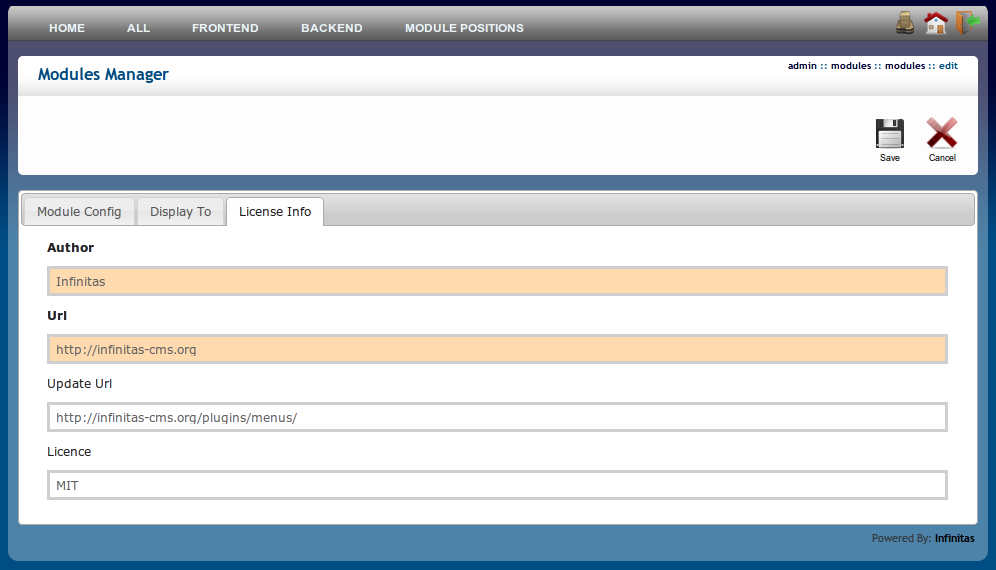 HOME ALL FRONTEND BACKEND MODULE POSITIONS
Modules Manager
admin :: modules :: modules :: edit
Save Cancel
Module Config Display To License Info
Author
Infinitas
Url
http://infinitas-cms.org
Update Url
http://infinitas-cms.org/plugins/menus/
Licence
MIT
Powered By: Infinitas